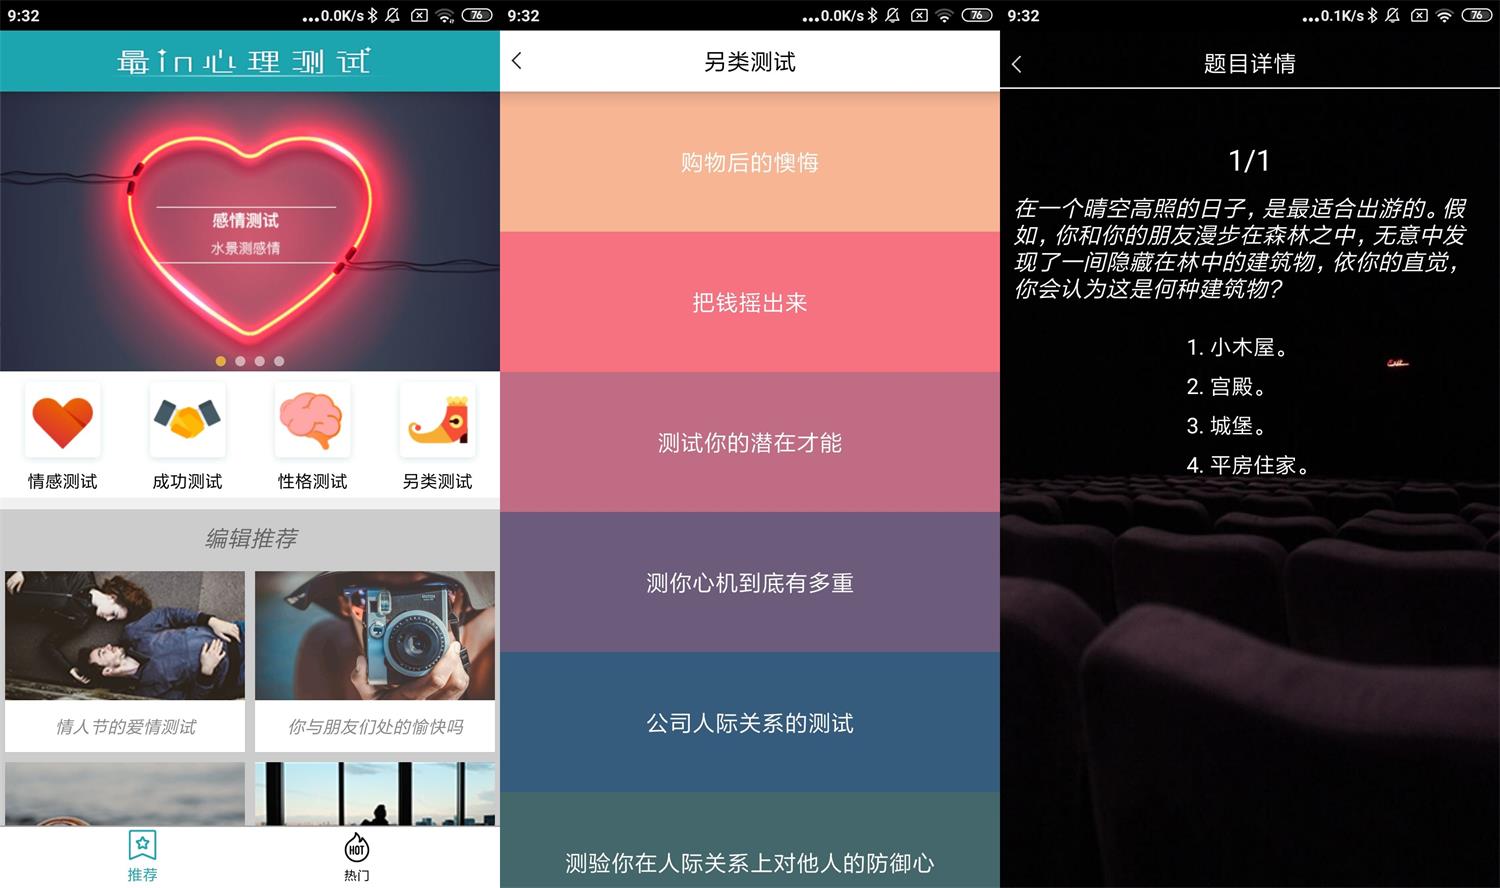 9:32
...0.0K/s
76
最in心理测试
感情测试
水景测感情
情感测试
成功测试
性格测试
另类测试
编辑推荐
情人节的爱情测试
你与朋友们处的愉快吗
推荐
HOT
热门
9:32
...0.0K/s
76
另类测试
购物后的懊悔
把钱摇出来
测试你的潜在才能
测你心机到底有多重
公司人际关系的测试
测验你在人际关系上对他人的防御心
9:32
...0.1K/s
76
题目详情
1/1
在一个晴空高照的日子，是最适合出游的。假
如，你和你的朋友漫步在森林之中，无意中发
现了一间隐藏在林中的建筑物，依你的直觉，
你会认为这是何种建筑物？
1. 小木屋。
2. 宫殿。
3. 城堡。
4. 平房住家。